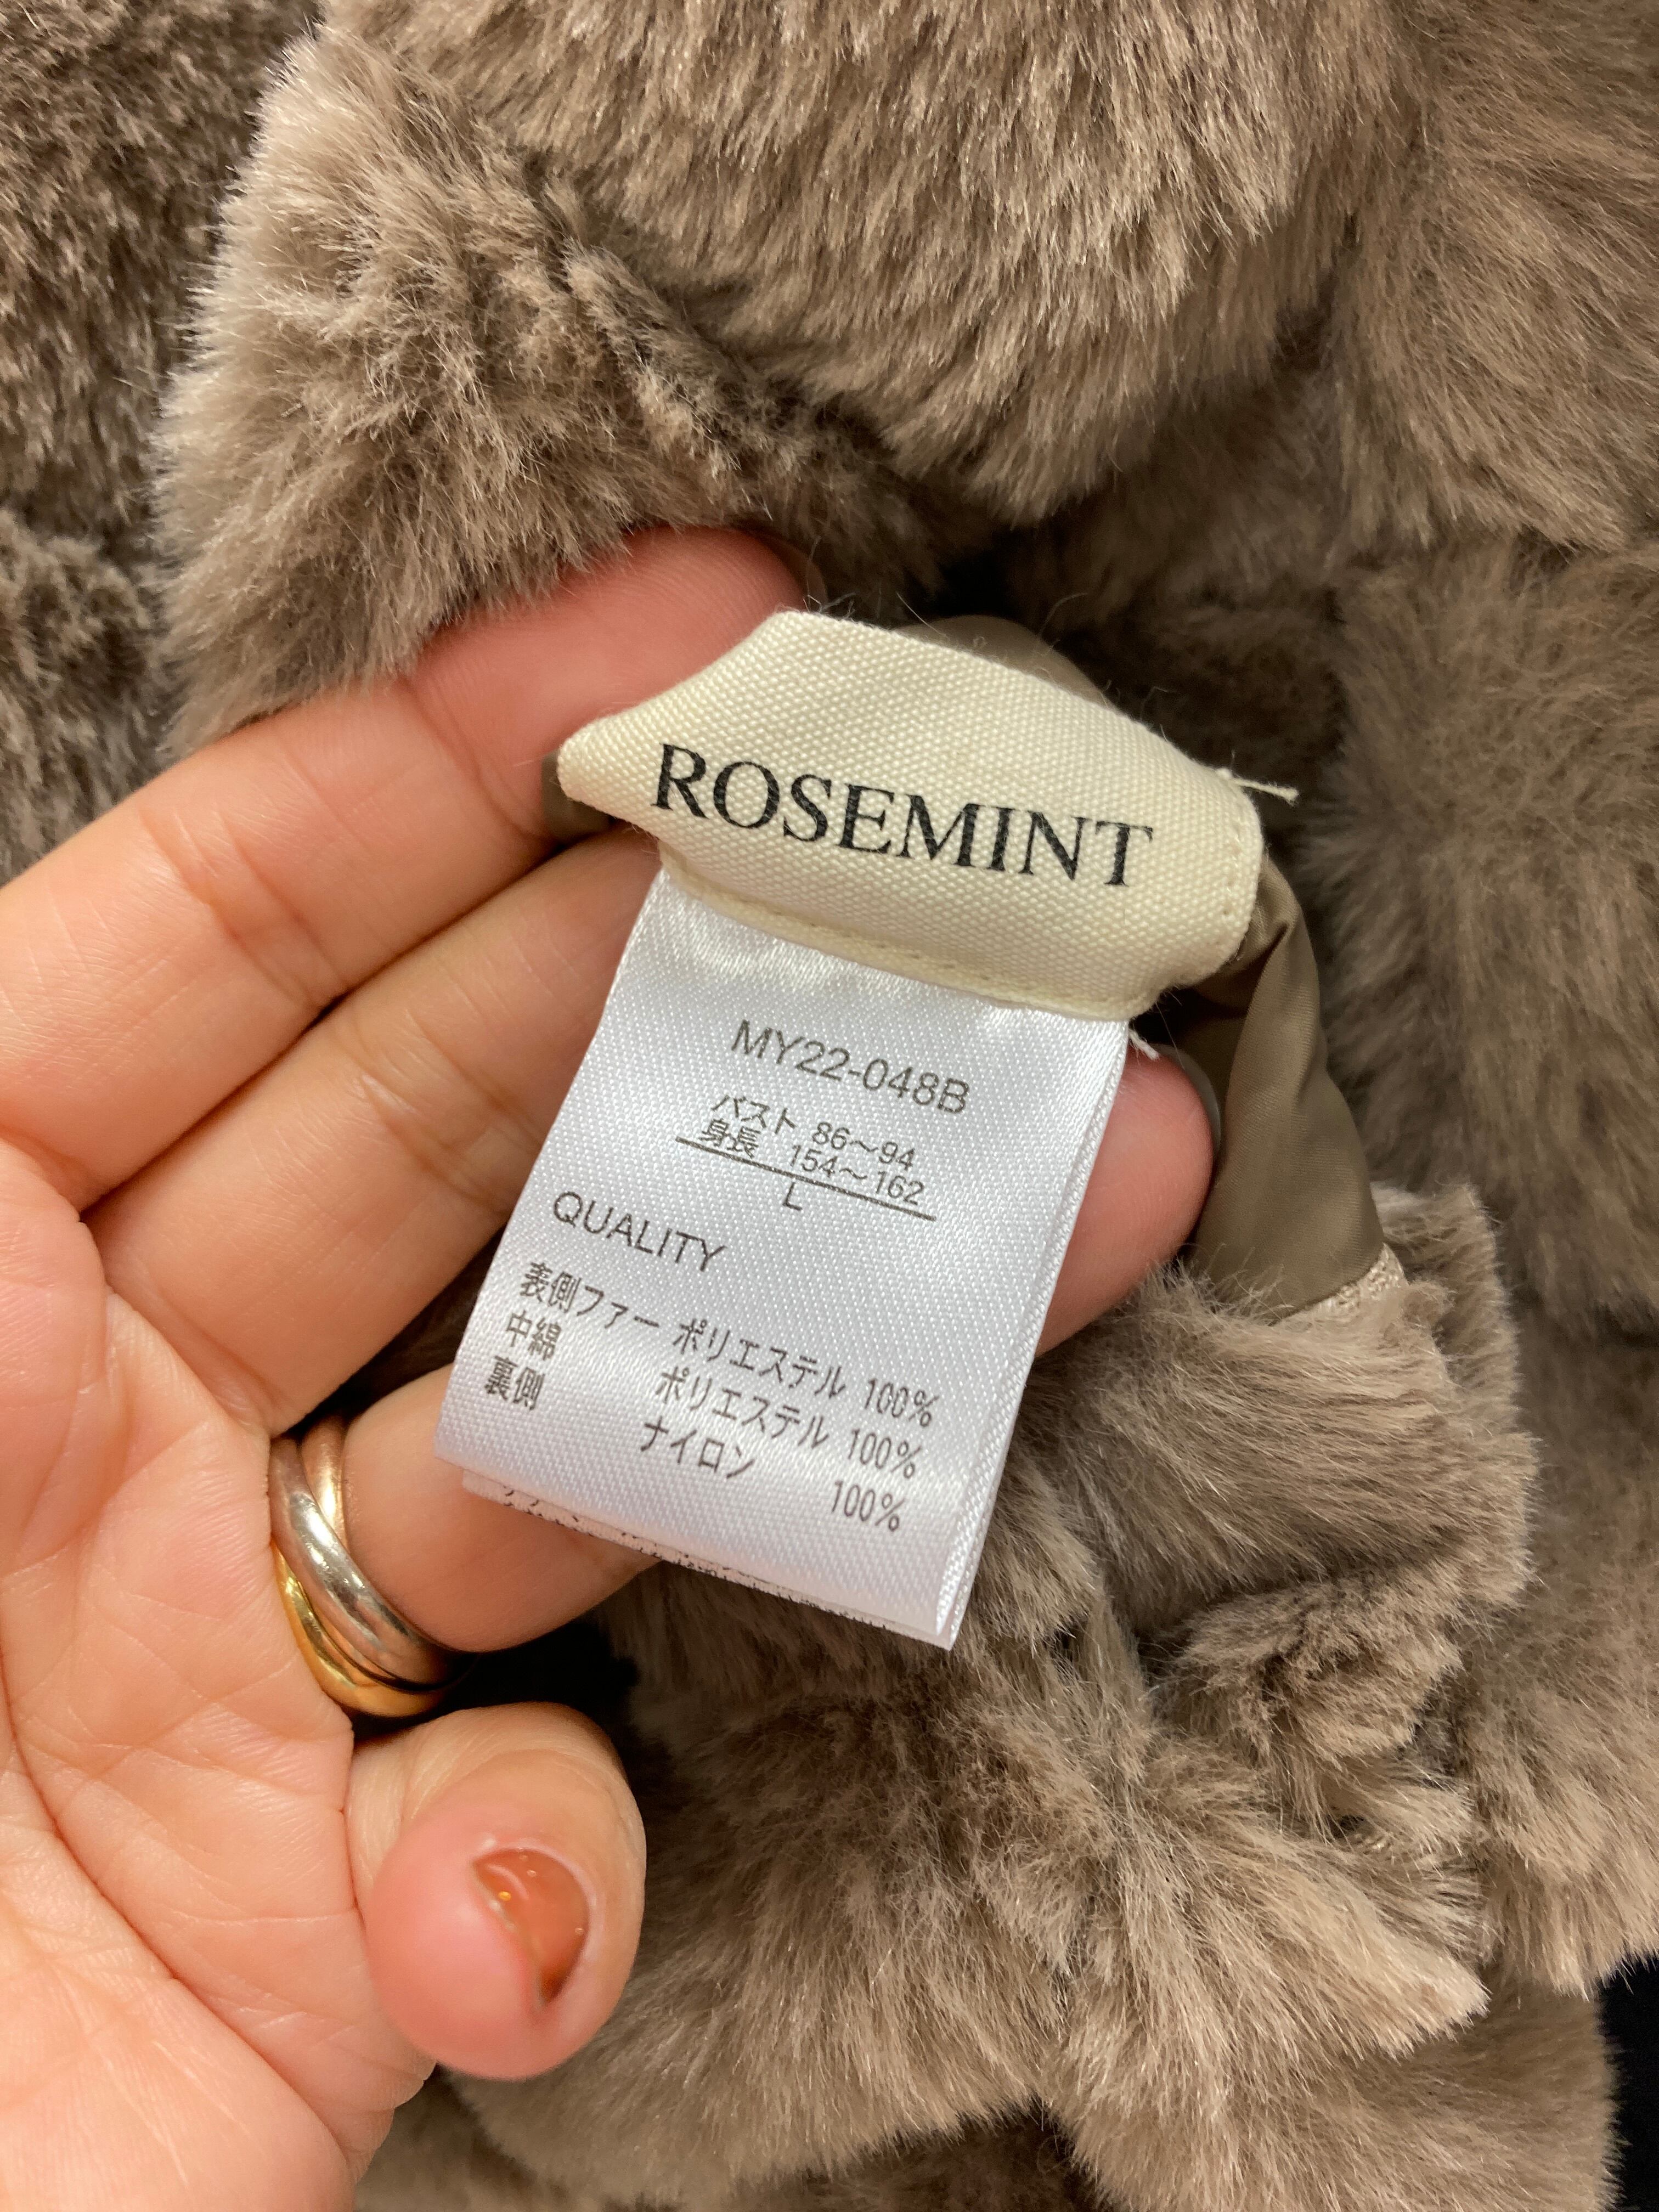 ROSEMINT
MY22-048B
バスト 86～94
身長 154～162
L
QUALITY
表側ファー ポリエステル 100%
中綿 ポリエステル 100%
裏側 ナイロン 100%